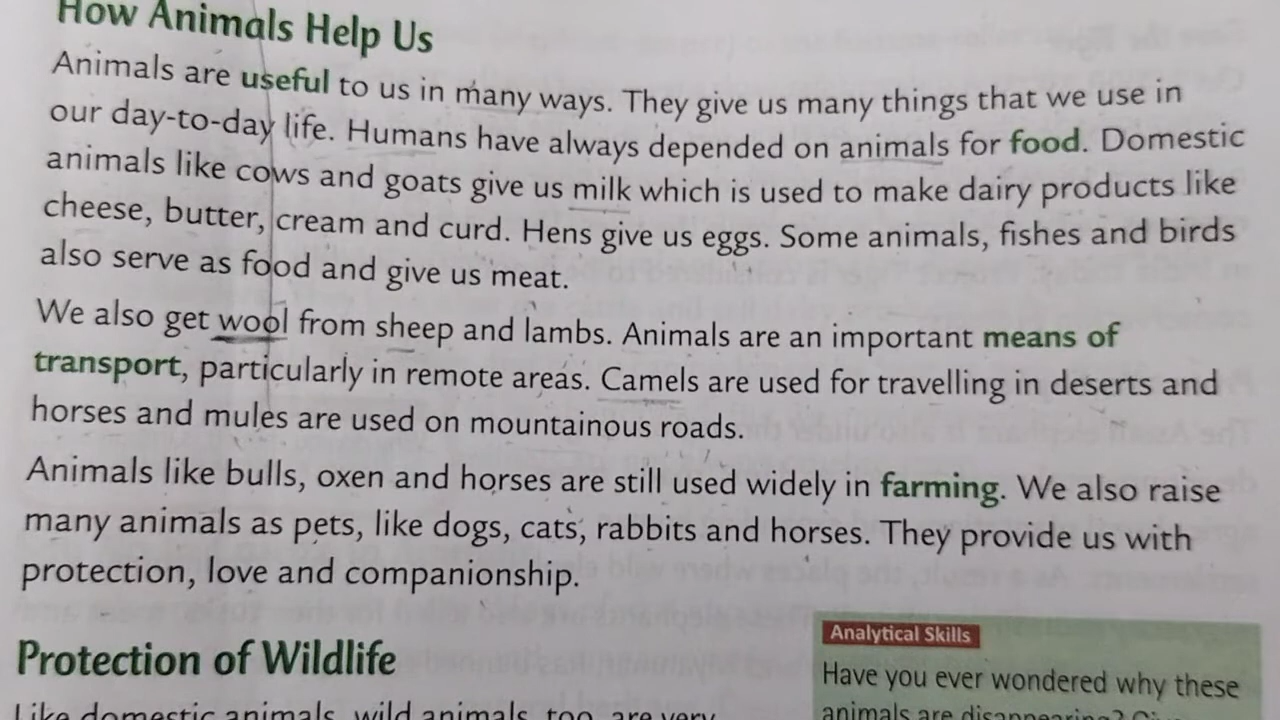 How Animals Help Us
Animals are useful to us in many ways. They give us many things that we use in
our day-to-day life. Humans have always depended on animals for food. Domestic
animals like cows and goats give us milk which is used to make dairy products like
cheese, butter, cream and curd. Hens give us eggs. Some animals, fishes and birds
also serve as food and give us meat.
We also get wool from sheep and lambs. Animals are an important means of
transport, particularly in remote areas. Camels are used for travelling in deserts and
horses and mules are used on mountainous roads.
Animals like bulls, oxen and horses are still used widely in farming. We also raise
many animals as pets, like dogs, cats, rabbits and horses. They provide us with
protection, love and companionship.
Protection of Wildlife
Like domestic animals, wild animals, too, are very
Analytical Skills
Have you ever wondered why these
animals are disappearing?